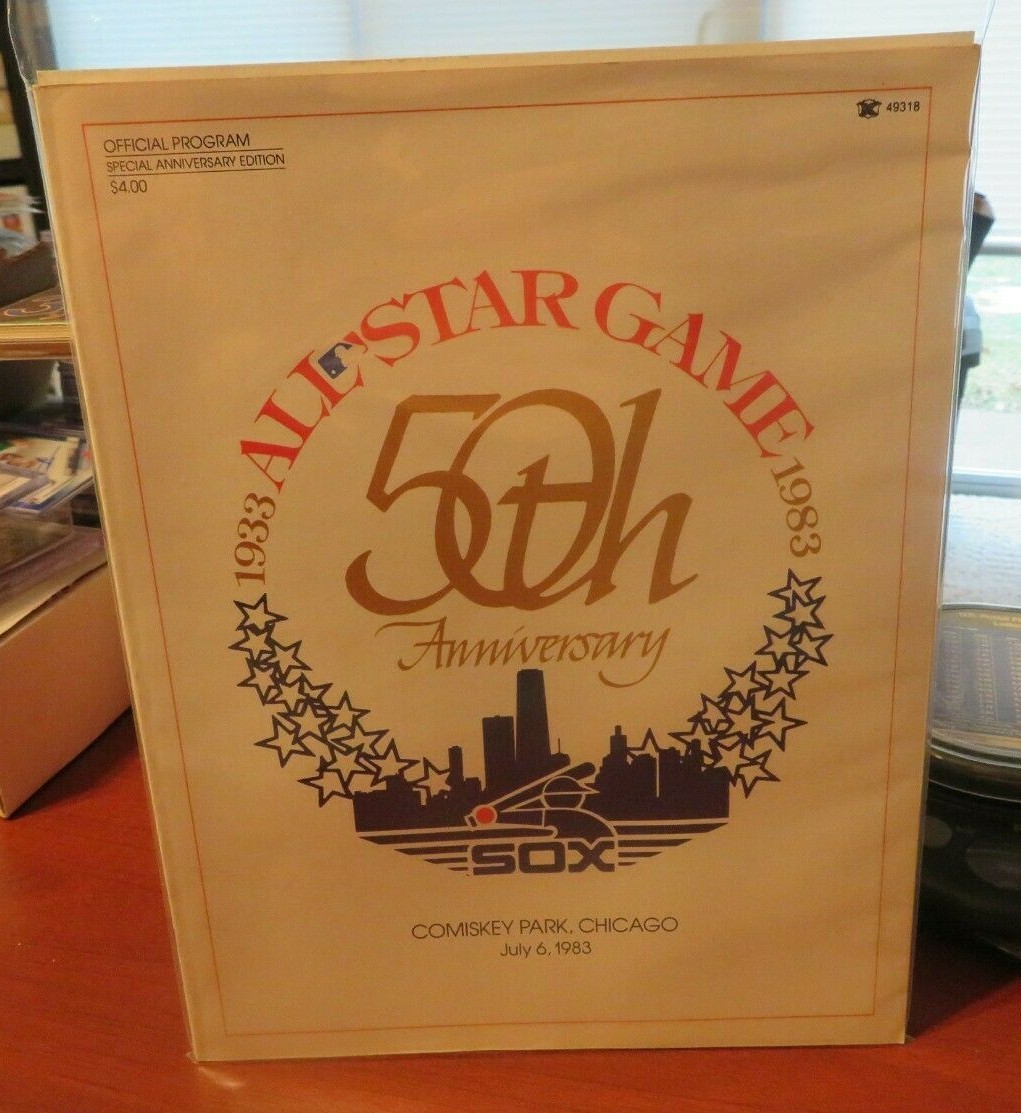 OFFICIAL PROGRAM
SPECIAL ANNIVERSARY EDITION
$4.00
49318
ALL STAR GAME
1933
1983
50th
Anniversary
SOX
COMISKEY PARK, CHICAGO
July 6, 1983